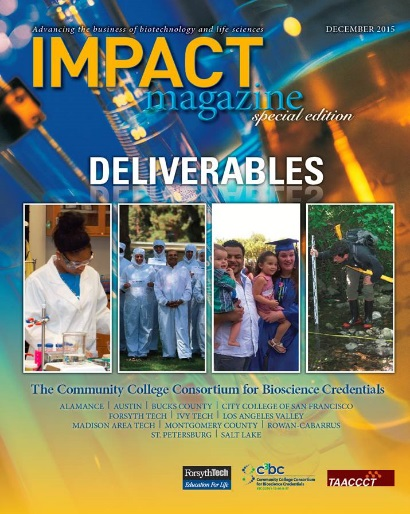 Advancing the business of biotechnology and life sciences
DECEMBER 2015
IMPACT
magazine
special edition
DELIVERABLES
The Community College Consortium for Bioscience Credentials
ALAMANCE | AUSTIN | BUCKS COUNTY | CITY COLLEGE OF SAN FRANCISCO
FORSYTH TECH | IVY TECH | LOS ANGELES VALLEY
MADISON AREA TECH | MONTGOMERY COUNTY | ROWAN-CABARRUS
ST. PETERSBURG | SALT LAKE
ForsythTech
Education For Life
c3bc
Community College Consortium
for Bioscience Credentials
TAACCCT